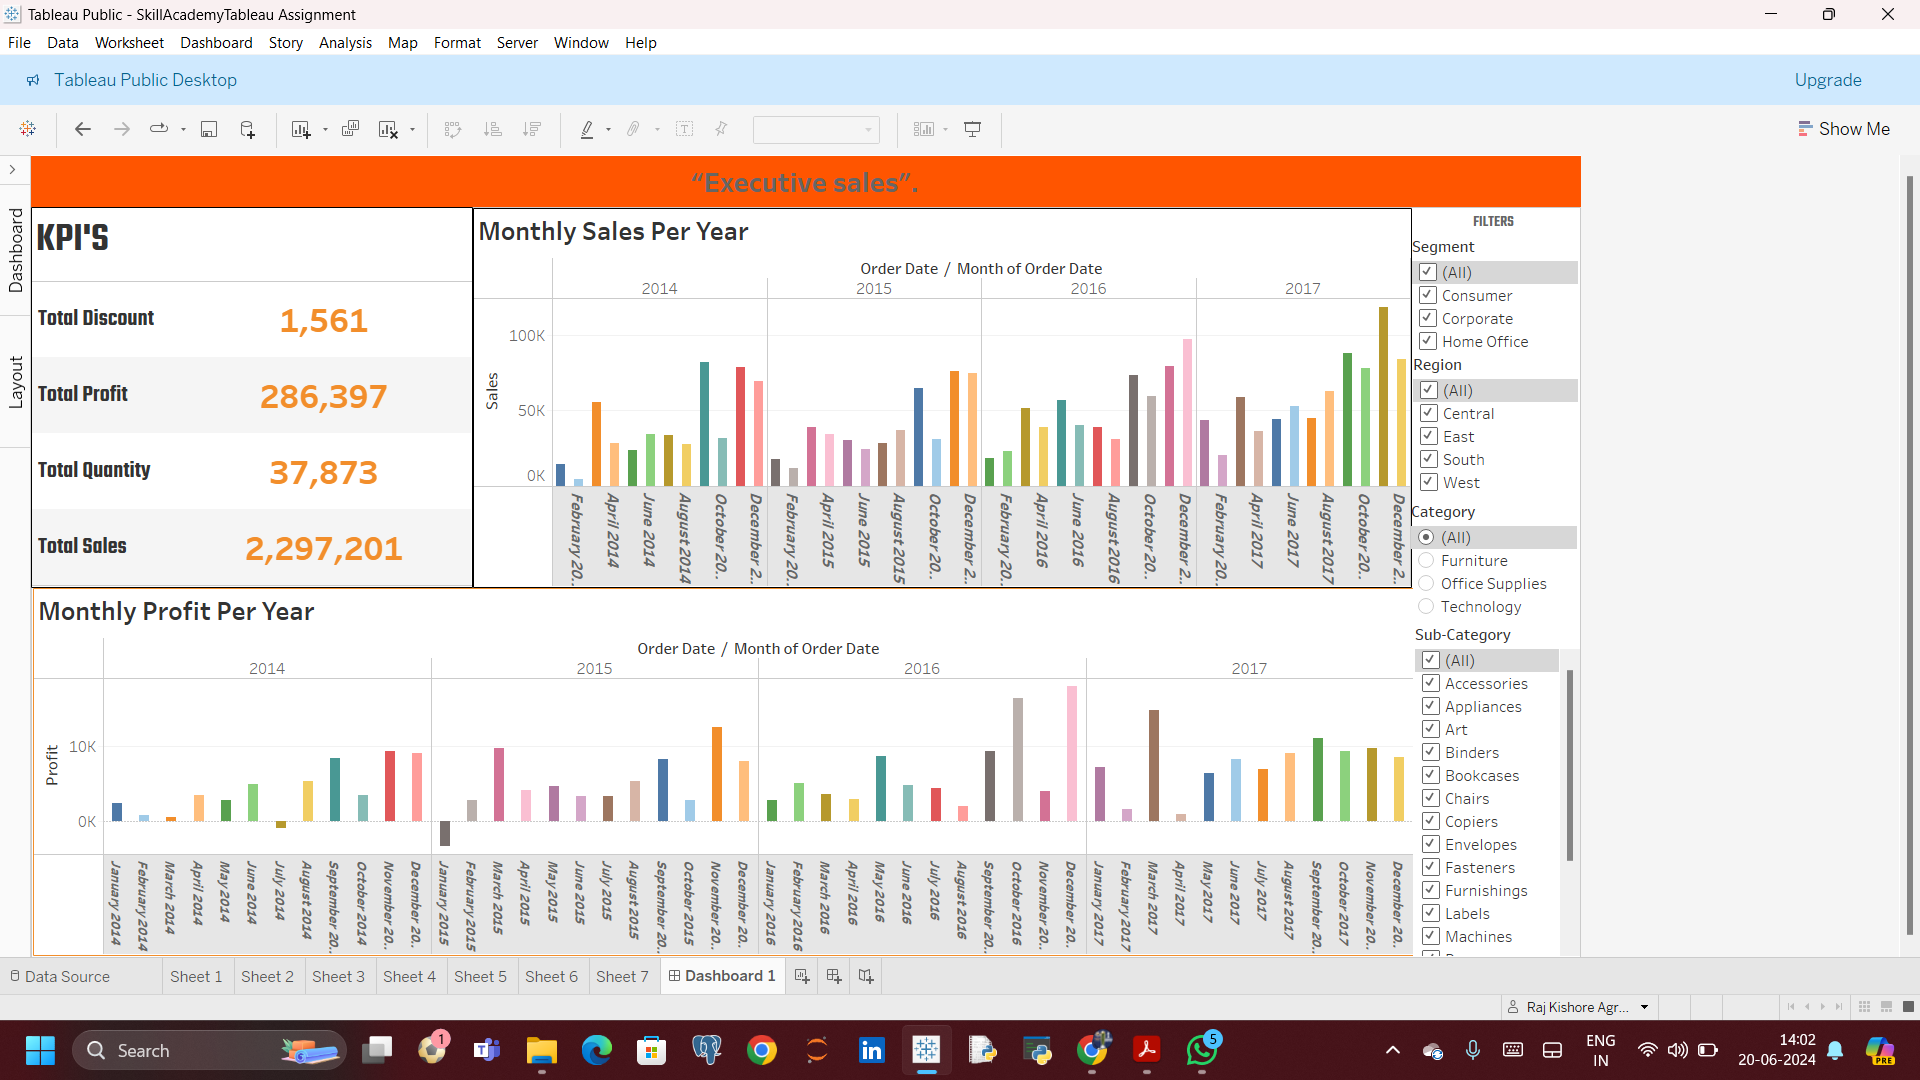 Tableau Public - SkillAcademyTableau Assignment
File Data Worksheet Dashboard Story Analysis Map Format Server Window Help
Tableau Public Desktop
Upgrade
Show Me
Dashboard
Layout
“Executive sales”.
KPI'S
Total Discount 1,561
Total Profit 286,397
Total Quantity 37,873
Total Sales 2,297,201
Monthly Sales Per Year
Order Date / Month of Order Date
2014 2015 2016 2017
Sales
100K
50K
0K
February 20.. April 2014 June 2014 August 2014 October 20.. December 2.. February 20.. April 2015 June 2015 August 2015 October 20.. December 2.. February 20.. April 2016 June 2016 August 2016 October 20.. December 2.. February 20.. April 2017 June 2017 August 2017 October 20.. December 2..
FILTERS
Segment
(All)
Consumer
Corporate
Home Office
Region
(All)
Central
East
South
West
Category
(All)
Furniture
Office Supplies
Technology
Sub-Category
(All)
Accessories
Appliances
Art
Binders
Bookcases
Chairs
Copiers
Envelopes
Fasteners
Furnishings
Labels
Machines
Monthly Profit Per Year
Order Date / Month of Order Date
2014 2015 2016 2017
Profit
10K
0K
January 2014 February 2014 March 2014 April 2014 May 2014 June 2014 July 2014 August 2014 September 20.. October 2014 November 20.. December 20.. January 2015 February 2015 March 2015 April 2015 May 2015 June 2015 July 2015 August 2015 September 20.. October 2015 November 20.. December 20.. January 2016 February 2016 March 2016 April 2016 May 2016 June 2016 July 2016 August 2016 September 20.. October 2016 November 20.. December 20.. January 2017 February 2017 March 2017 April 2017 May 2017 June 2017 July 2017 August 2017 September 20.. October 2017 November 20.. December 20..
Data Source Sheet 1 Sheet 2 Sheet 3 Sheet 4 Sheet 5 Sheet 6 Sheet 7 Dashboard 1
Raj Kishore Agr...
Search
1
5
ENG
IN
14:02
20-06-2024
PRE